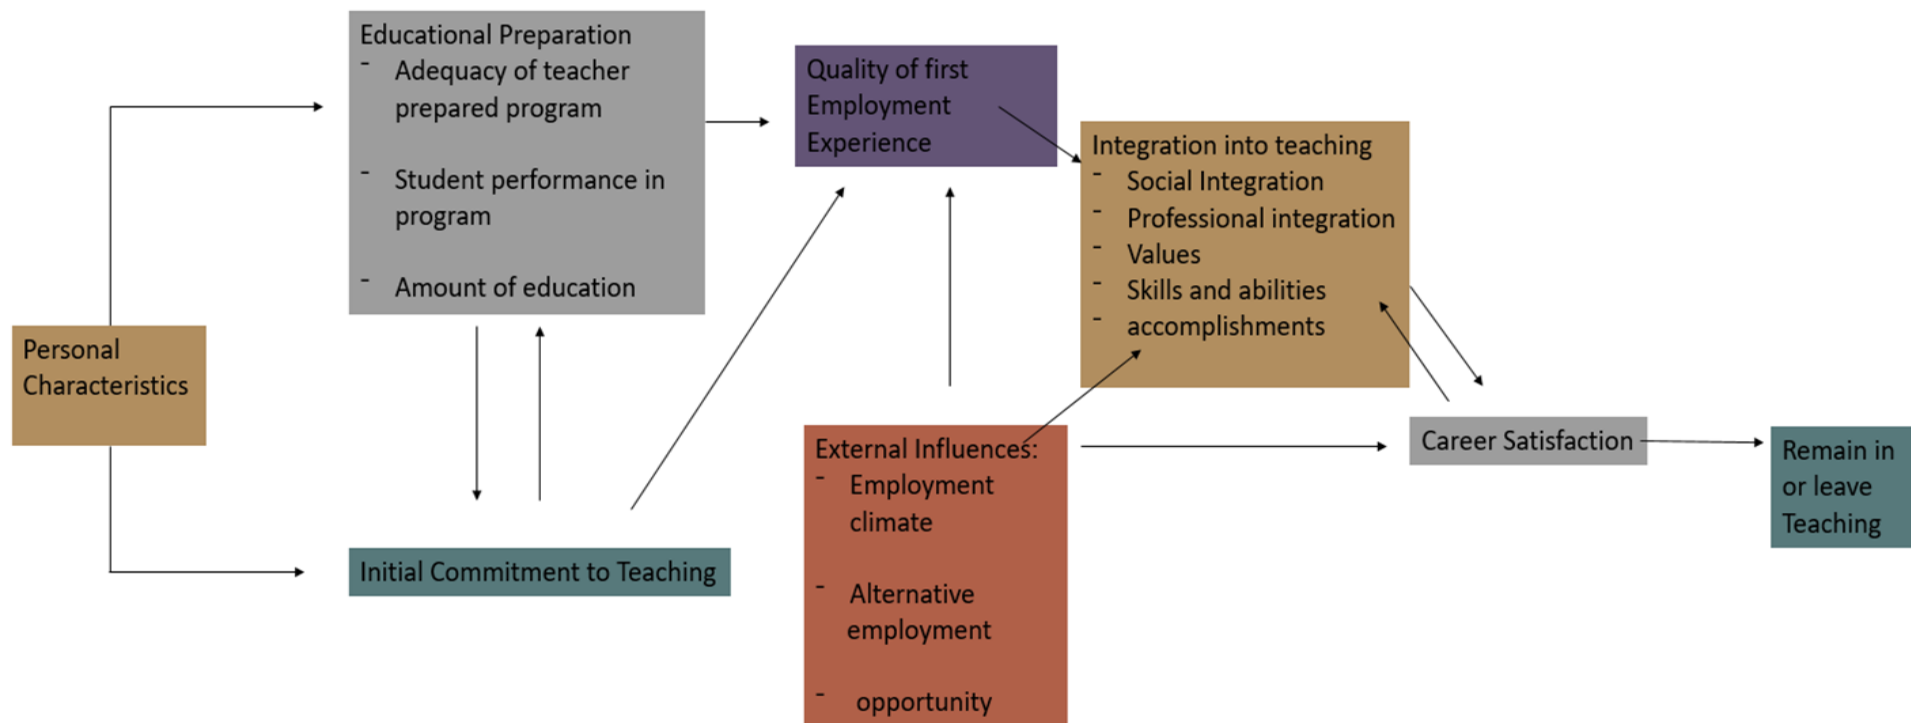 Educational Preparation
- Adequacy of teacher
prepared program
- Student performance in
program
- Amount of education
Quality of first
Employment
Experience
Integration into teaching
- Social Integration
- Professional integration
- Values
- Skills and abilities
- accomplishments
Personal
Characteristics
Initial Commitment to Teaching
External Influences:
- Employment
climate
- Alternative
employment
- opportunity
Career Satisfaction
Remain in
or leave
Teaching